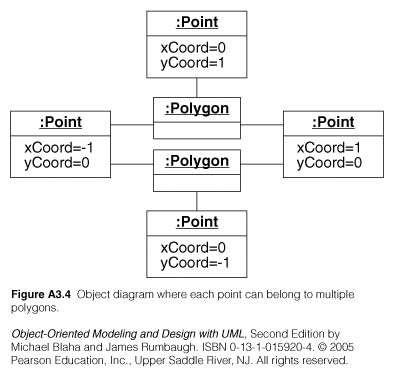 :Point
xCoord=0
yCoord=1
:Polygon
:Point
xCoord=-1
yCoord=0
:Point
xCoord=1
yCoord=0
:Polygon
:Point
xCoord=0
yCoord=-1
Figure A3.4 Object diagram where each point can belong to multiple
polygons.
Object-Oriented Modeling and Design with UML, Second Edition by
Michael Blaha and James Rumbaugh. ISBN 0-13-1-015920-4. © 2005
Pearson Education, Inc., Upper Saddle River, NJ. All rights reserved.